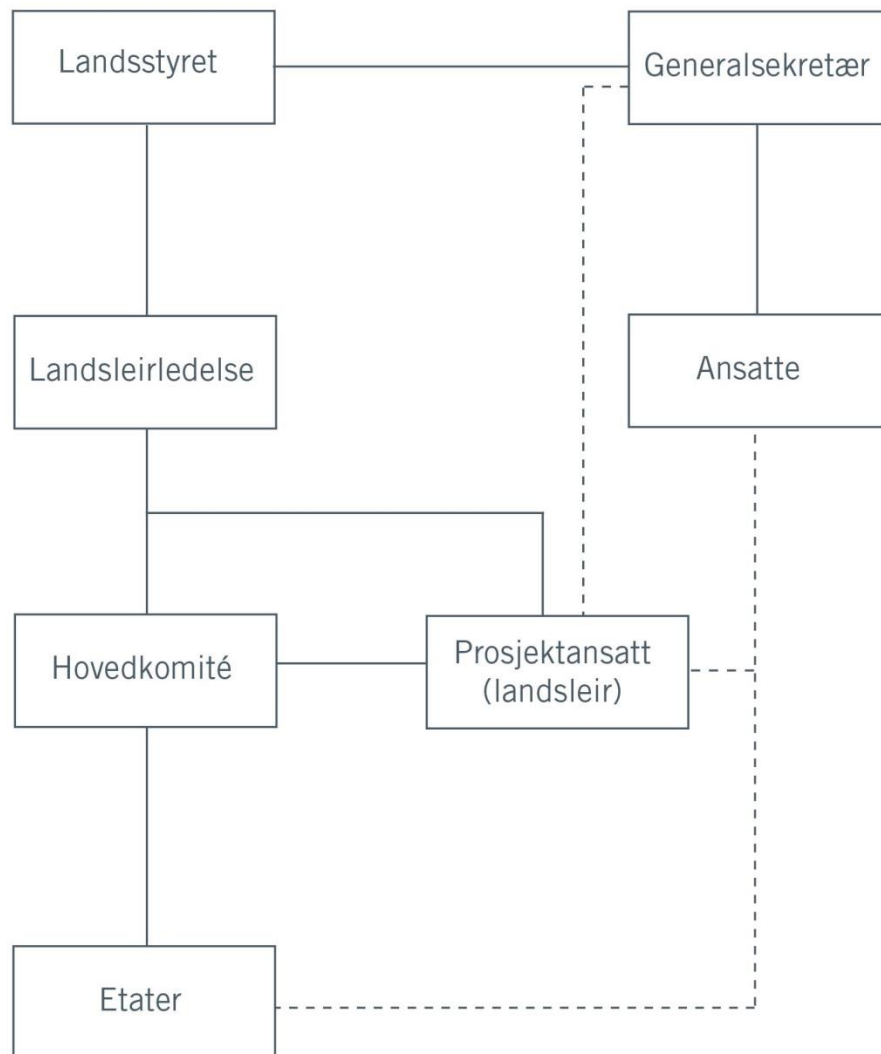 Landsstyret
Generalsekretær
Landsleirledelse
Ansatte
Hovedkomité
Prosjektansatt
(landsleir)
Etater